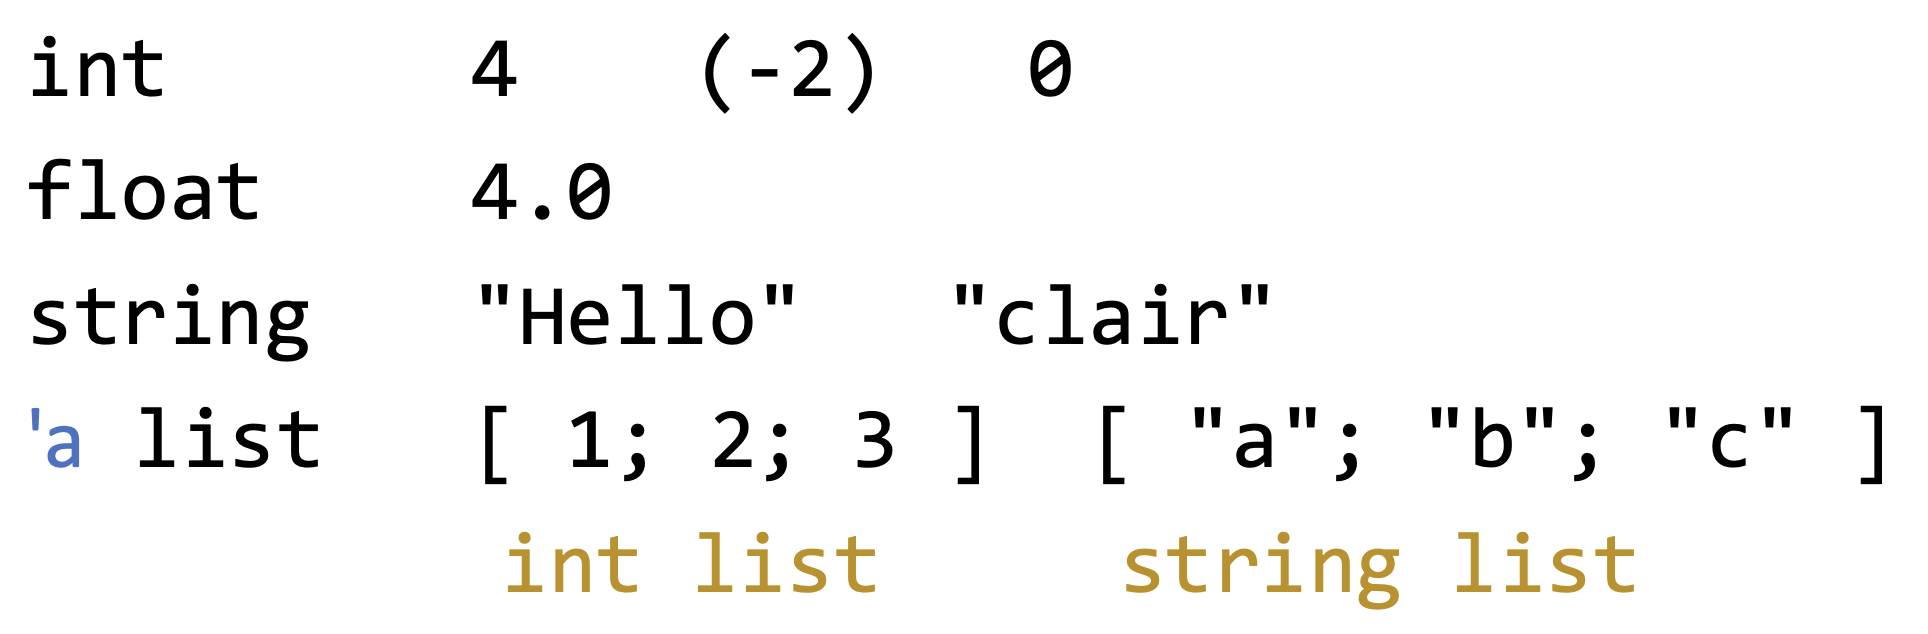 int 4 (-2) 0
float 4.0
string "Hello" "clair"
'a list [ 1; 2; 3 ] [ "a"; "b"; "c" ]
int list string list